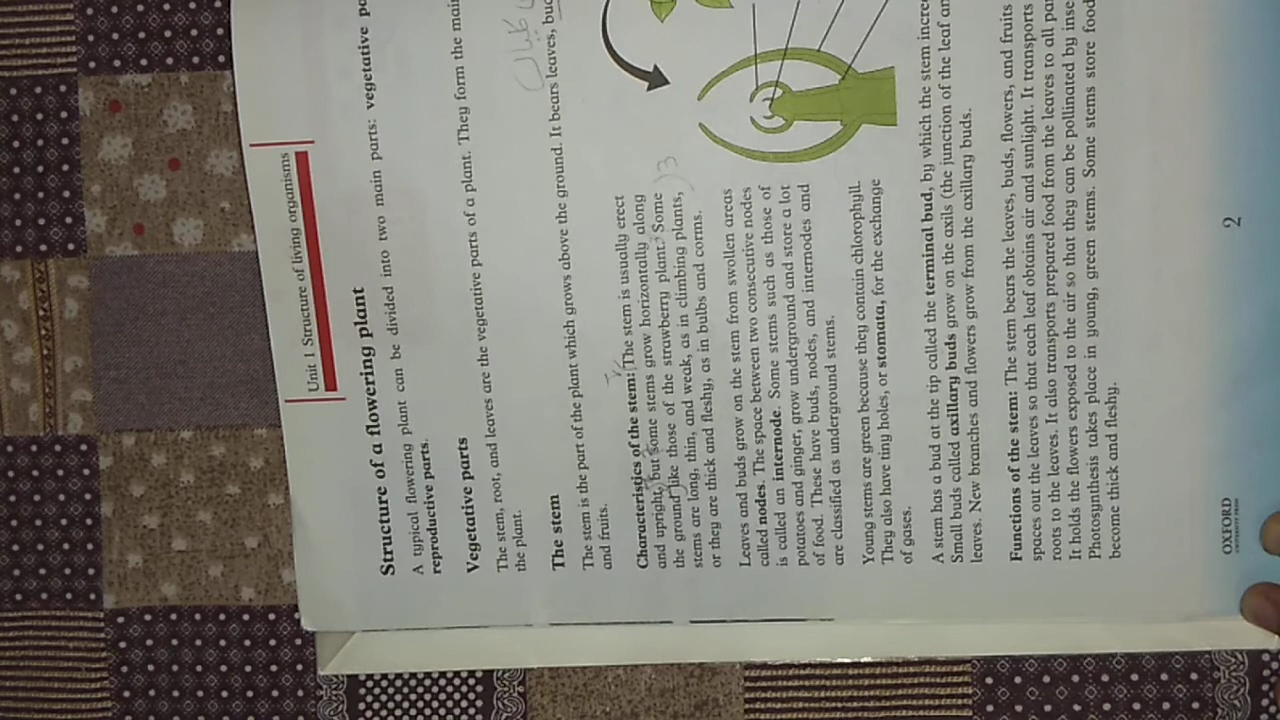 Unit 1 Structure of living organisms
Structure of a flowering plant
A typical flowering plant can be divided into two main parts: vegetative
reproductive parts.
Vegetative parts
The stem, root, and leaves are the vegetative parts of a plant. They form the
the plant.
The stem
The stem is the part of the plant which grows above the ground. It bears leaves,
and fruits.
Characteristics of the stem: The stem is usually erect
and upright, but some stems grow horizontally along
the ground like those of the strawberry plant. Some
stems are long, thin, and weak, as in climbing plants,
or they are thick and fleshy, as in bulbs and corms.
Leaves and buds grow on the stem from swollen areas
called nodes. The space between two consecutive nodes
is called an internode. Some stems such as those of
potatoes and ginger, grow underground and store a lot
of food. These have buds, nodes, and internodes and
are classified as underground stems.
Young stems are green because they contain chlorophyll.
They also have tiny holes, or stomata, for the exchange
of gases.
A stem has a bud at the tip called the terminal bud, by which the stem
Small buds called axillary buds grow on the axils (the junction of the leaf
leaves. New branches and flowers grow from the axillary buds.
Functions of the stem: The stem bears the leaves, buds, flowers, and fruits
spaces out the leaves so that each leaf obtains air and sunlight. It transports
roots to the leaves. It also transports prepared food from the leaves to all
It holds the flowers exposed to the air so that they can be pollinated by
Photosynthesis takes place in young, green stems. Some stems store food
become thick and fleshy.
OXFORD
UNIVERSITY PRESS
2